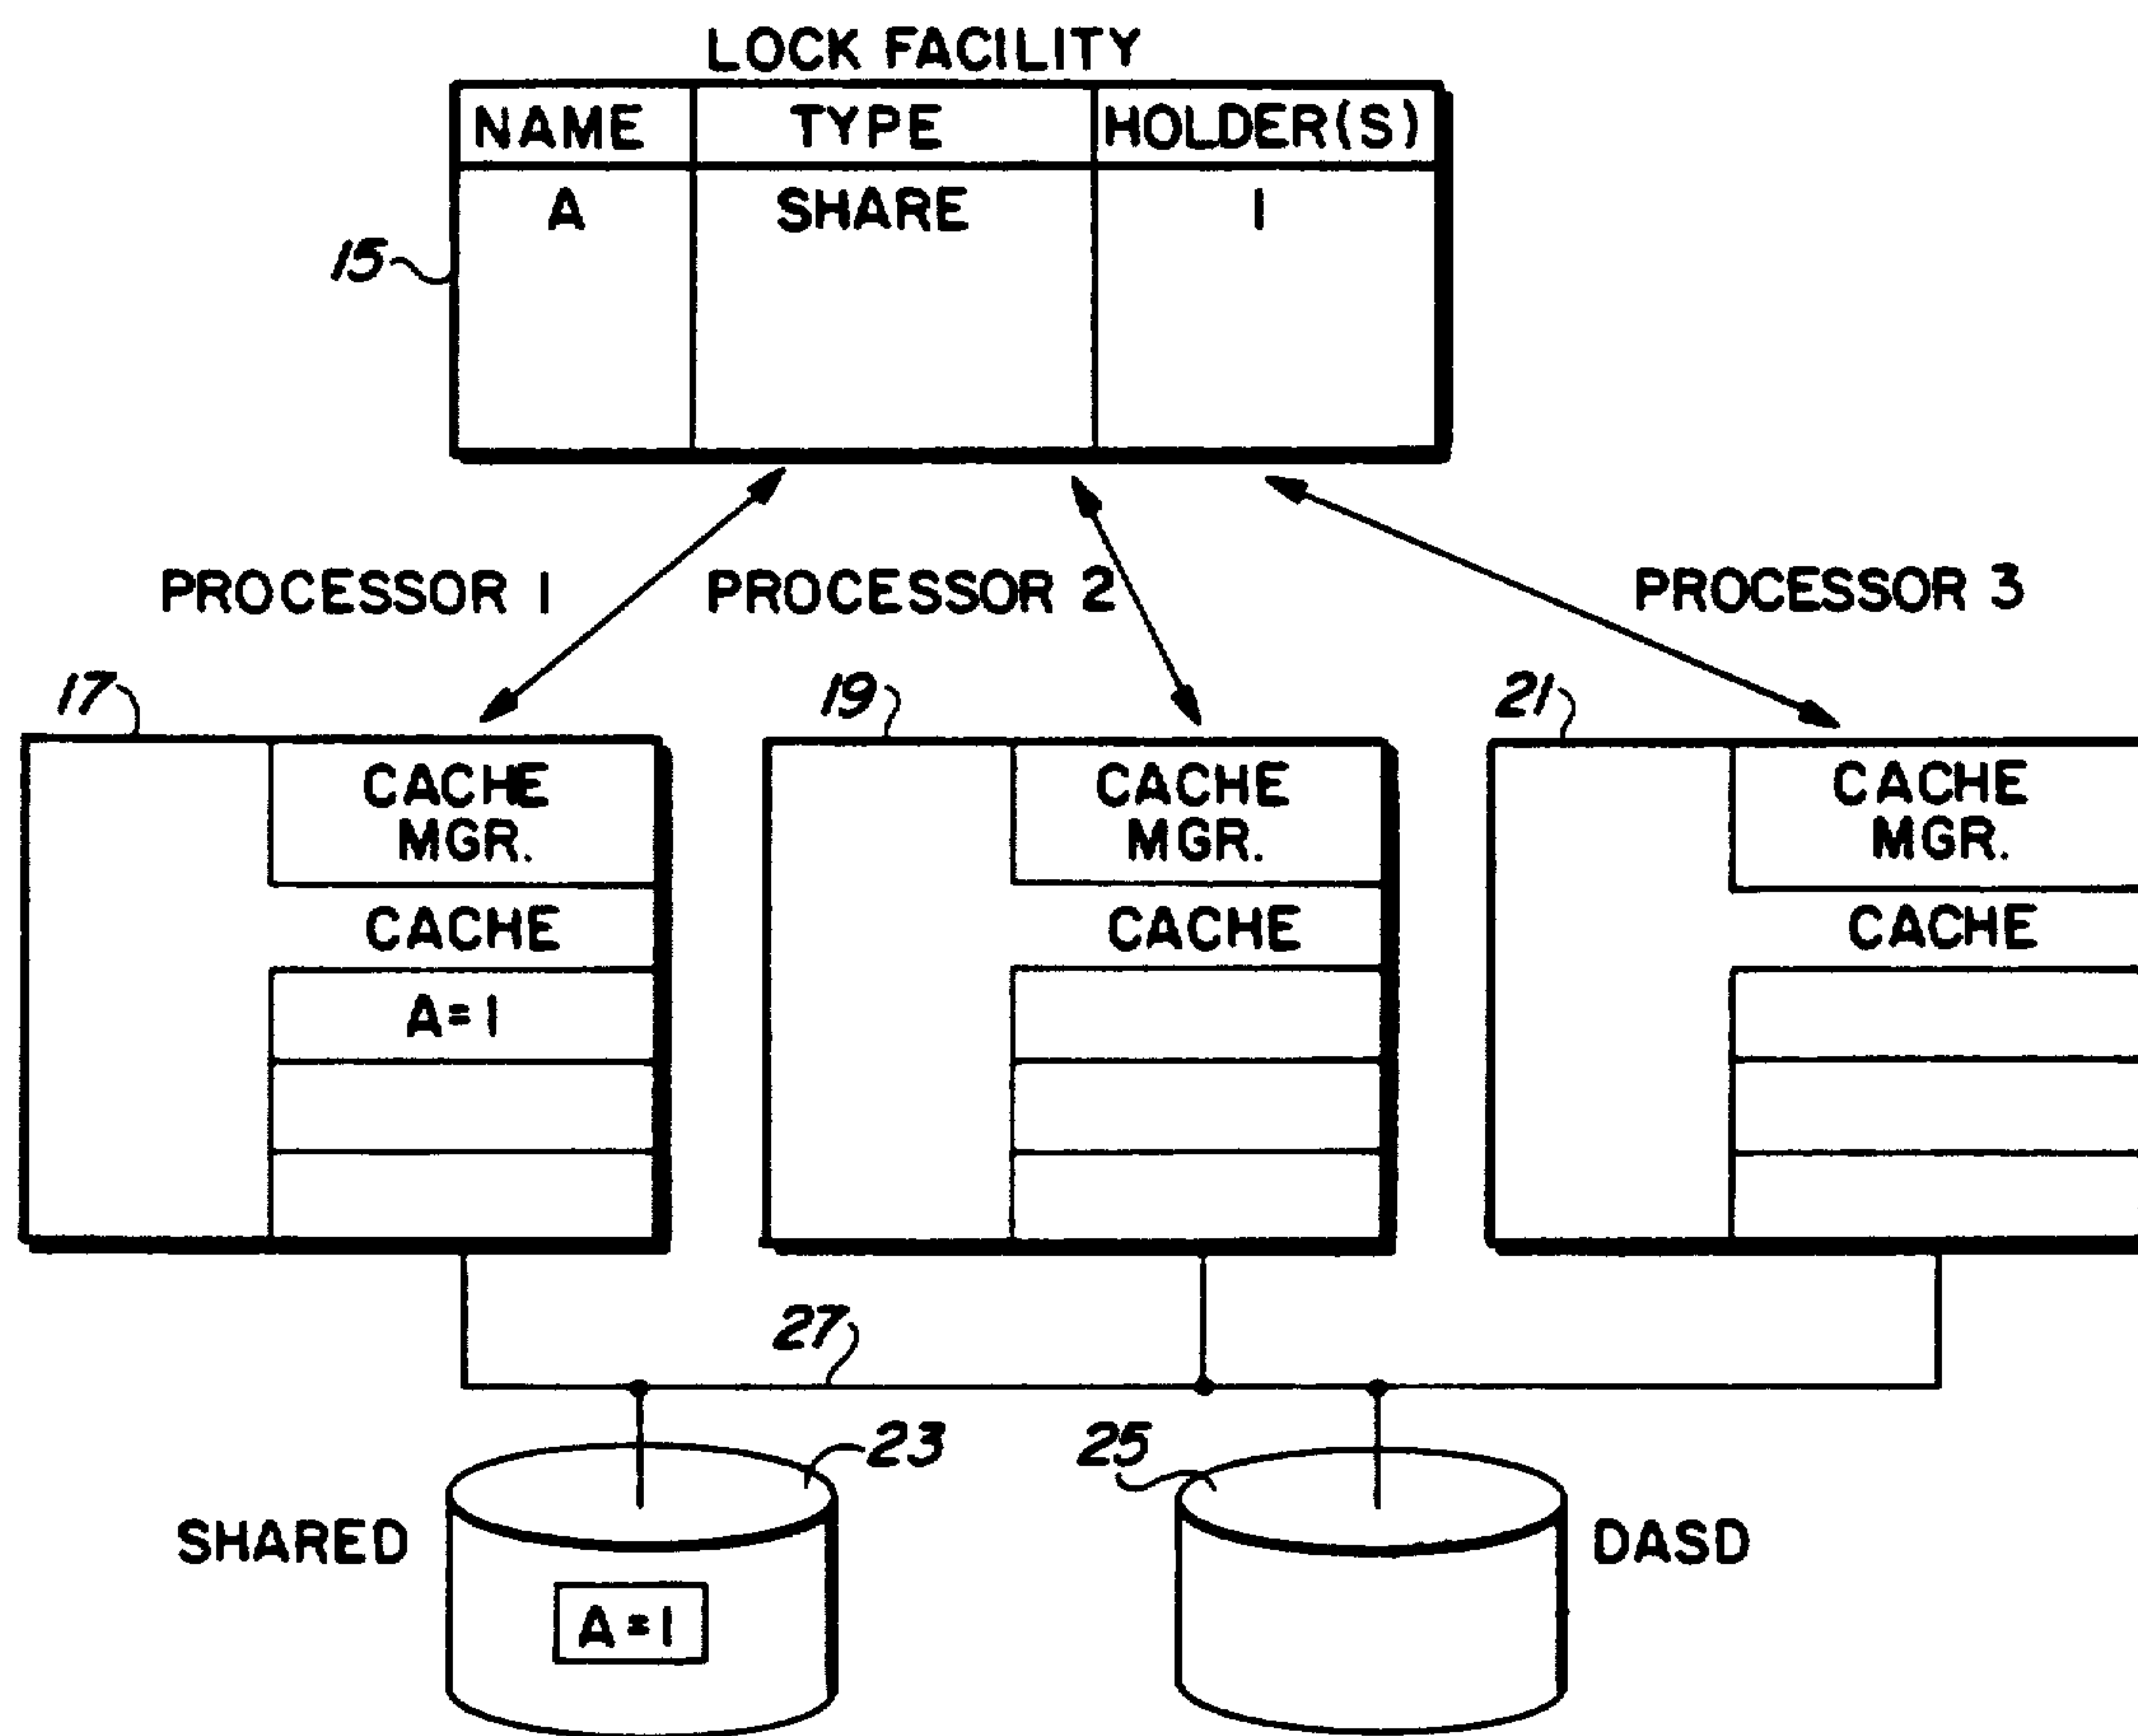 LOCK FACILITY
NAME TYPE HOLDER(S)
A SHARE 1
15
PROCESSOR 1 PROCESSOR 2 PROCESSOR 3
17 19 21
CACHE MGR. CACHE MGR. CACHE MGR.
CACHE CACHE CACHE
A=1
27
23 25
SHARED DASD
A=1